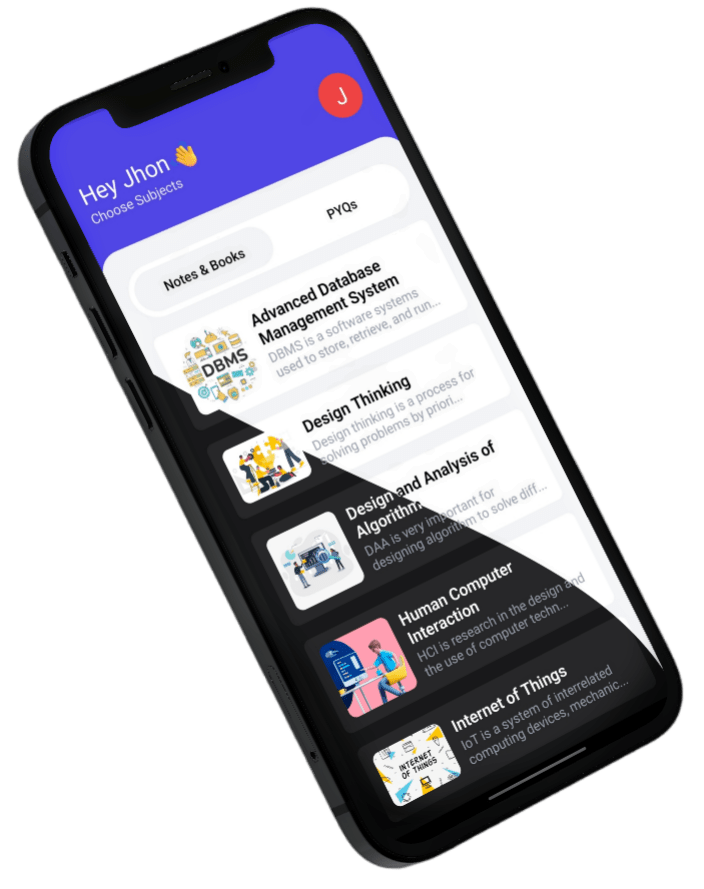 J
Hey Jhon 👋
Choose Subjects
Notes & Books
PYQs
Advanced Database
Management System
DBMS is a software systems
used to store, retrieve, and run...
DBMS
Design Thinking
Design thinking is a process for
solving problems by priori...
Design and Analysis of
Algorithm
DAA is very important for
designing algorithm to solve diff...
Human Computer
Interaction
HCI is research in the design and
the use of computer techn...
Internet of Things
IoT is a system of interrelated
computing devices, mechanic...
INTERNET
OF THINGS